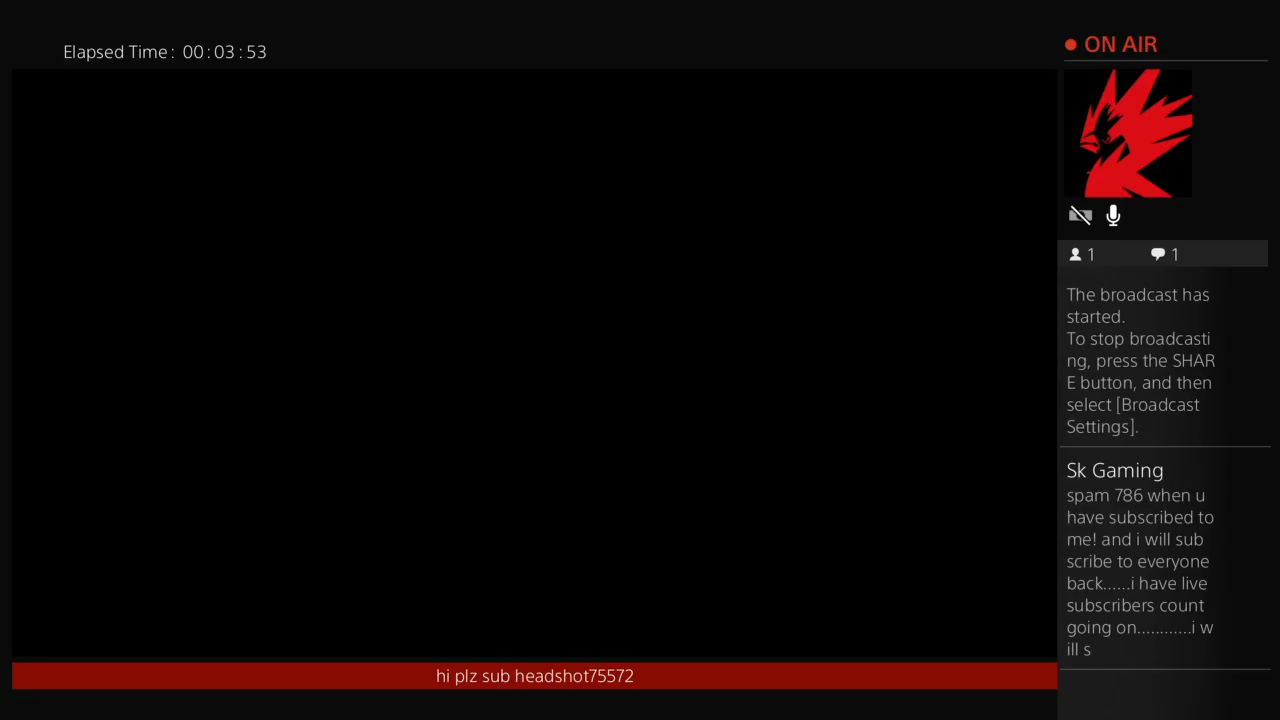 Elapsed Time: 00:03:53
ON AIR
1 1
The broadcast has
started.
To stop broadcasti
ng, press the SHAR
E button, and then
select [Broadcast
Settings].
Sk Gaming
spam 786 when u
have subscribed to
me! and i will sub
scribe to everyone
back......i have live
subscribers count
going on............i w
ill s
hi plz sub headshot75572